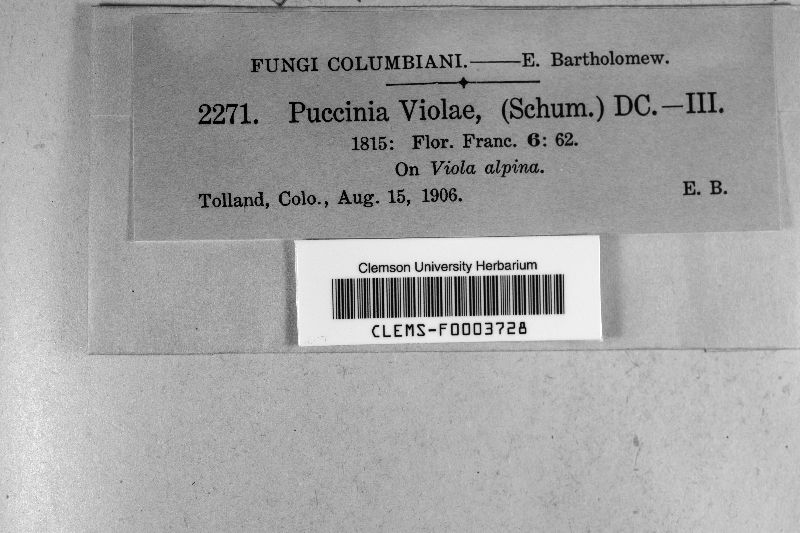 FUNGI COLUMBIANI.——E. Bartholomew.
2271. Puccinia Violae, (Schum.) DC.—III.
1815: Flor. Franc. 6: 62.
On Viola alpina.
Tolland, Colo., Aug. 15, 1906. E. B.
Clemson University Herbarium
CLEMS-F0003728